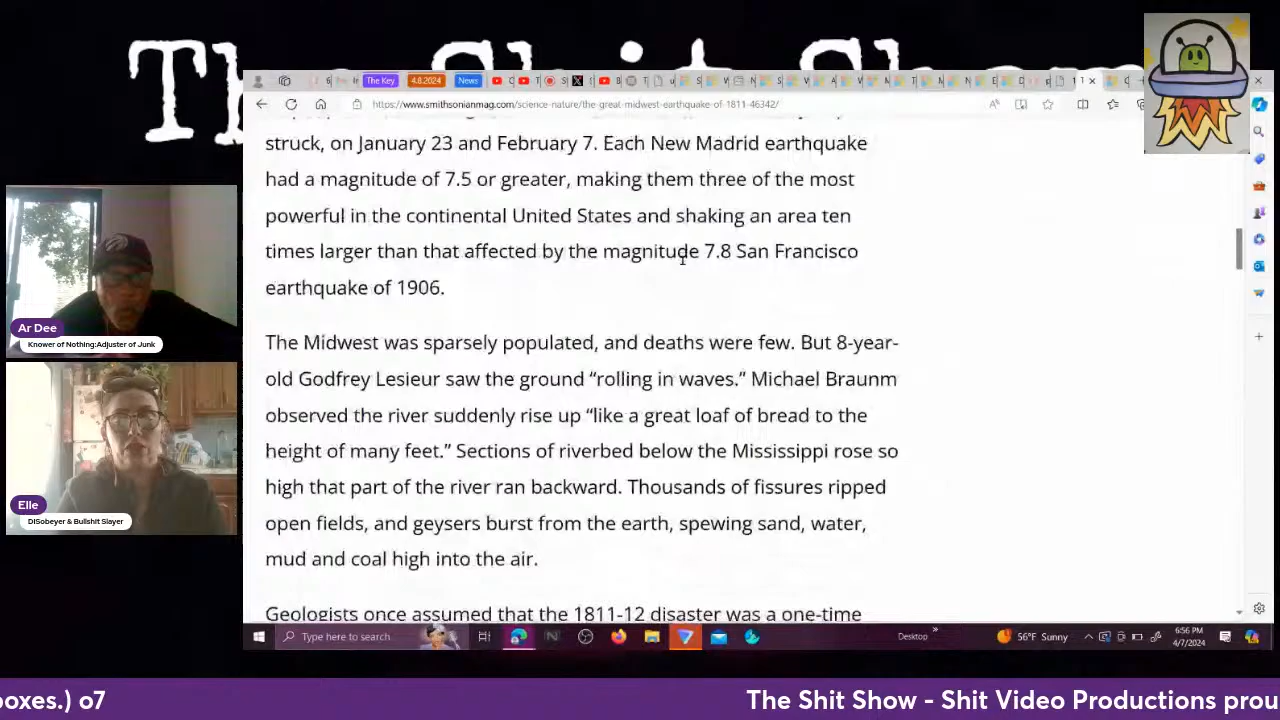 The Shit Show
The Key
4.8.2024
News
https://www.smithsonianmag.com/science-nature/the-great-midwest-earthquake-of-1811-46342/
struck, on January 23 and February 7. Each New Madrid earthquake
had a magnitude of 7.5 or greater, making them three of the most
powerful in the continental United States and shaking an area ten
times larger than that affected by the magnitude 7.8 San Francisco
earthquake of 1906.
The Midwest was sparsely populated, and deaths were few. But 8-year-
old Godfrey Lesieur saw the ground “rolling in waves.” Michael Braunm
observed the river suddenly rise up “like a great loaf of bread to the
height of many feet.” Sections of riverbed below the Mississippi rose so
high that part of the river ran backward. Thousands of fissures ripped
open fields, and geysers burst from the earth, spewing sand, water,
mud and coal high into the air.
Geologists once assumed that the 1811-12 disaster was a one-time
Ar Dee
Knower of Nothing:Adjuster of Junk
Elle
DISobeyer & Bullshit Slayer
Type here to search
Desktop
56°F Sunny
6:56 PM
4/7/2024
boxes.) o7
The Shit Show - Shit Video Productions prou